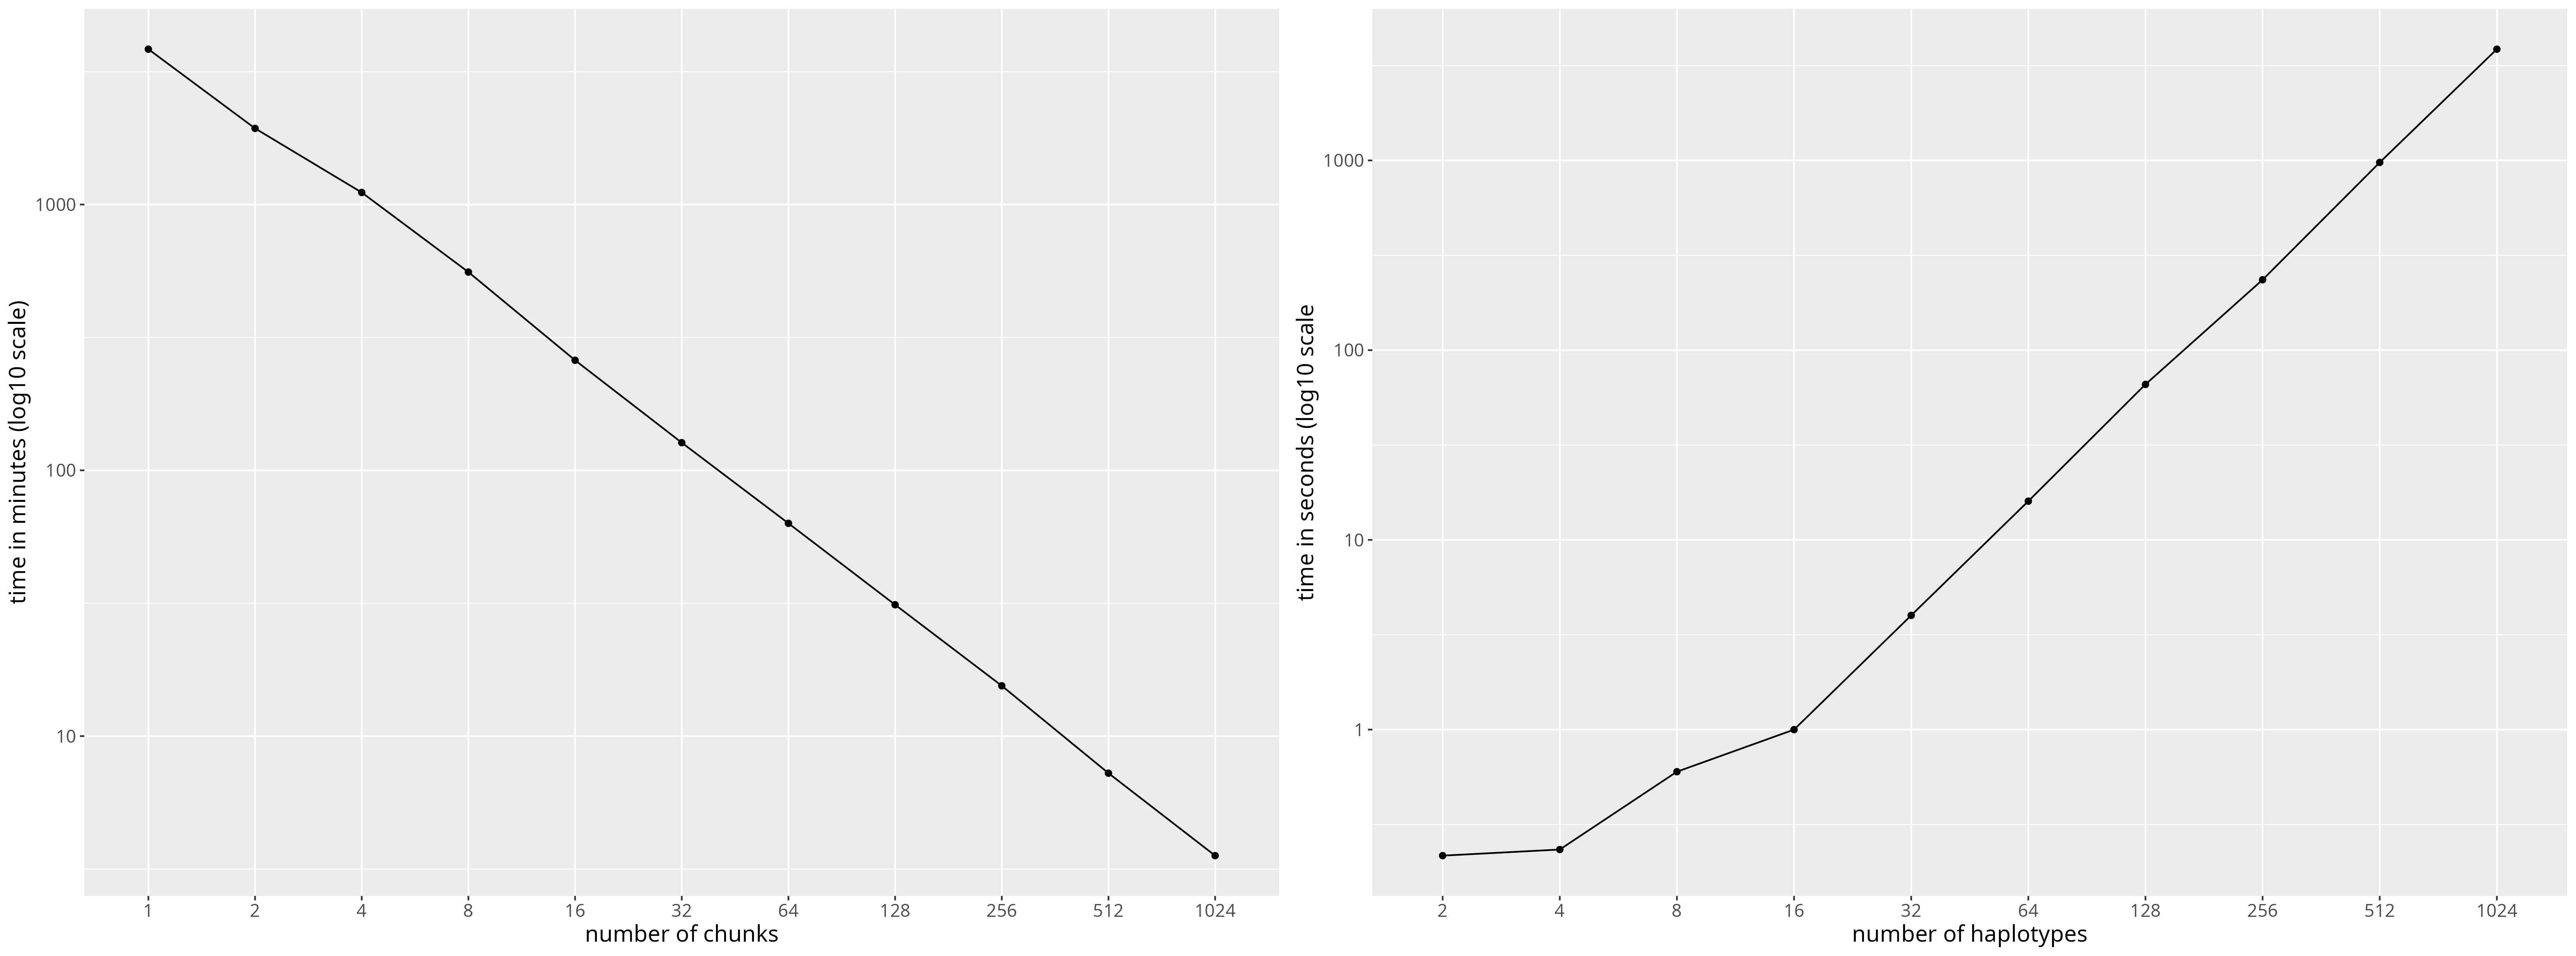 time in minutes (log10 scale)
1000
100
10
1 2 4 8 16 32 64 128 256 512 1024
number of chunks
time in seconds (log10 scale
1000
100
10
1
2 4 8 16 32 64 128 256 512 1024
number of haplotypes